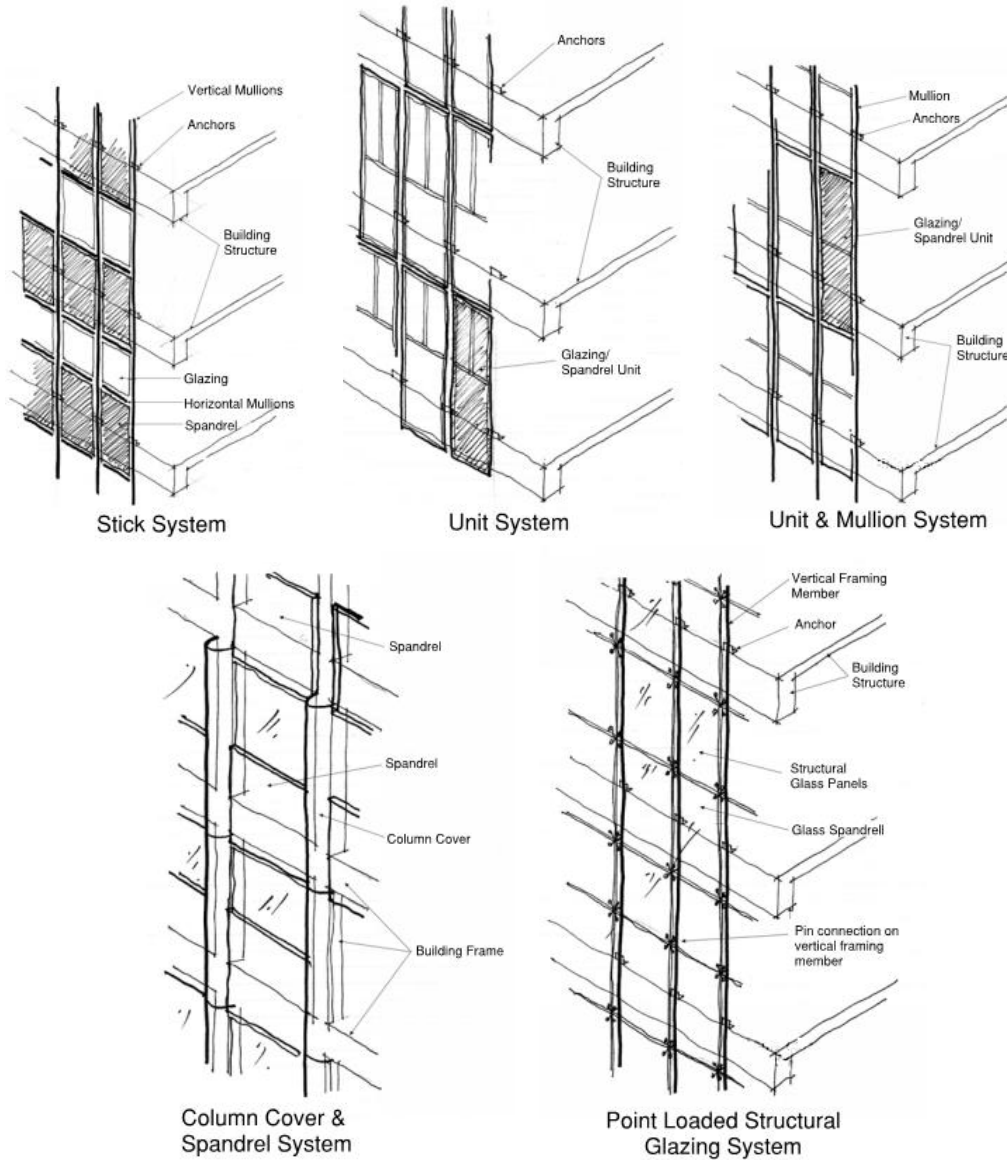 Vertical Mullions
Anchors
Building
Structure
Glazing
Horizontal Mullions
Spandrel
Stick System
Anchors
Building
Structure
Glazing/
Spandrel Unit
Unit System
Mullion
Anchors
Glazing/
Spandrel Unit
Building
Structure
Unit & Mullion System
Spandrel
Spandrel
Column Cover
Building Frame
Column Cover &
Spandrel System
Vertical Framing
Member
Anchor
Building
Structure
Structural
Glass Panels
Glass Spandrell
Pin connection on
vertical framing
member
Point Loaded Structural
Glazing System